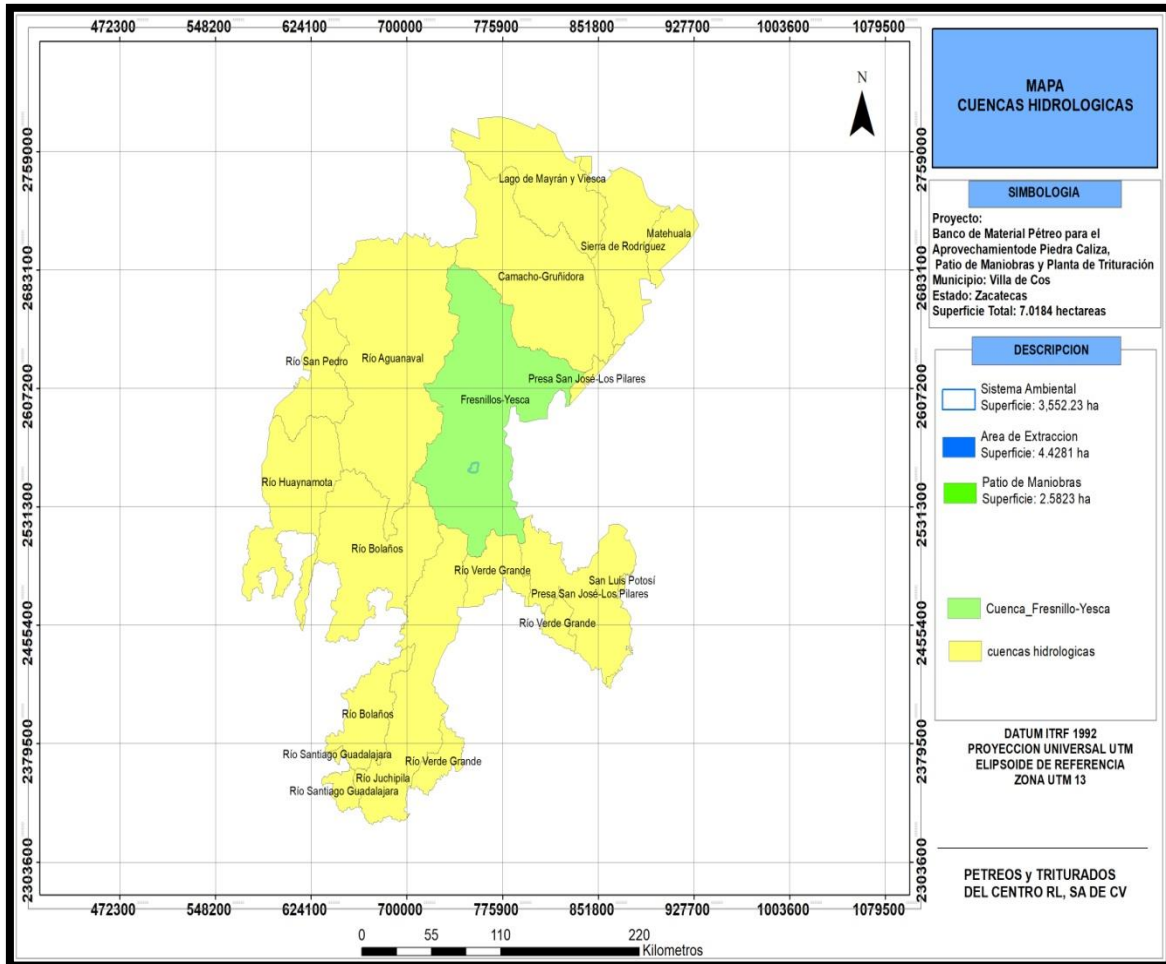 472300 548200 624100 700000 775900 851800 927700 1003600 1079500
2759000
2683100
2607200
2531300
2455400
2379500
2303600
2759000
2683100
2607200
2531300
2455400
2379500
2303600
N
Lago de Mayrán y Viesca
Matehuala
Sierra de Rodríguez
Camacho-Gruñidora
Río San Pedro
Río Aguanaval
Presa San José-Los Pilares
Fresnillos-Yesca
Río Huaynamota
Río Bolaños
Río Verde Grande
San Luis Potosí
Presa San José-Los Pilares
Río Verde Grande
Río Bolaños
Río Santiago Guadalajara
Río Verde Grande
Río Juchipila
Río Santiago Guadalajara
472300 548200 624100 700000 775900 851800 927700 1003600 1079500
0 55 110 220
Kilometros
MAPA
CUENCAS HIDROLOGICAS
SIMBOLOGIA
Proyecto:
Banco de Material Pétreo para el
Aprovechamientode Piedra Caliza,
Patio de Maniobras y Planta de Trituración
Municipio: Villa de Cos
Estado: Zacatecas
Superficie Total: 7.0184 hectareas
DESCRIPCION
Sistema Ambiental
Superficie: 3,552.23 ha
Area de Extraccion
Superficie: 4.4281 ha
Patio de Maniobras
Superficie: 2.5823 ha
Cuenca_Fresnillo-Yesca
cuencas hidrologicas
DATUM ITRF 1992
PROYECCION UNIVERSAL UTM
ELIPSOIDE DE REFERENCIA
ZONA UTM 13
PETREOS y TRITURADOS
DEL CENTRO RL, SA DE CV